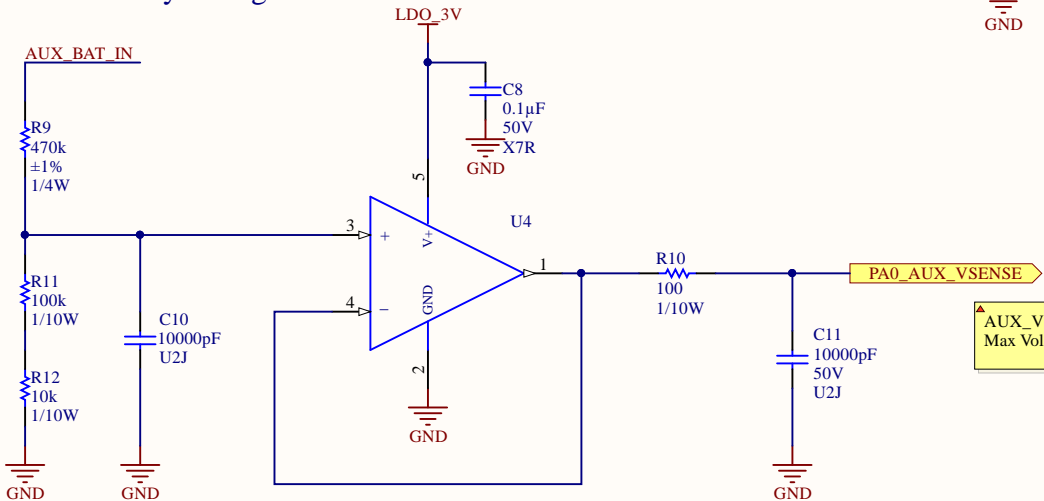 LDO_3V
GND
AUX_BAT_IN
C8
0.1µF
50V
X7R
GND
R9
470k
±1%
1/4W
5
U4
3
+
V+
R10
100
1/10W
1
PA0_AUX_VSENSE
R11
100k
1/10W
4
−
GND
C10
10000pF
U2J
AUX_V
Max Vol
C11
10000pF
50V
U2J
R12
10k
1/10W
2
GND
GND
GND
GND